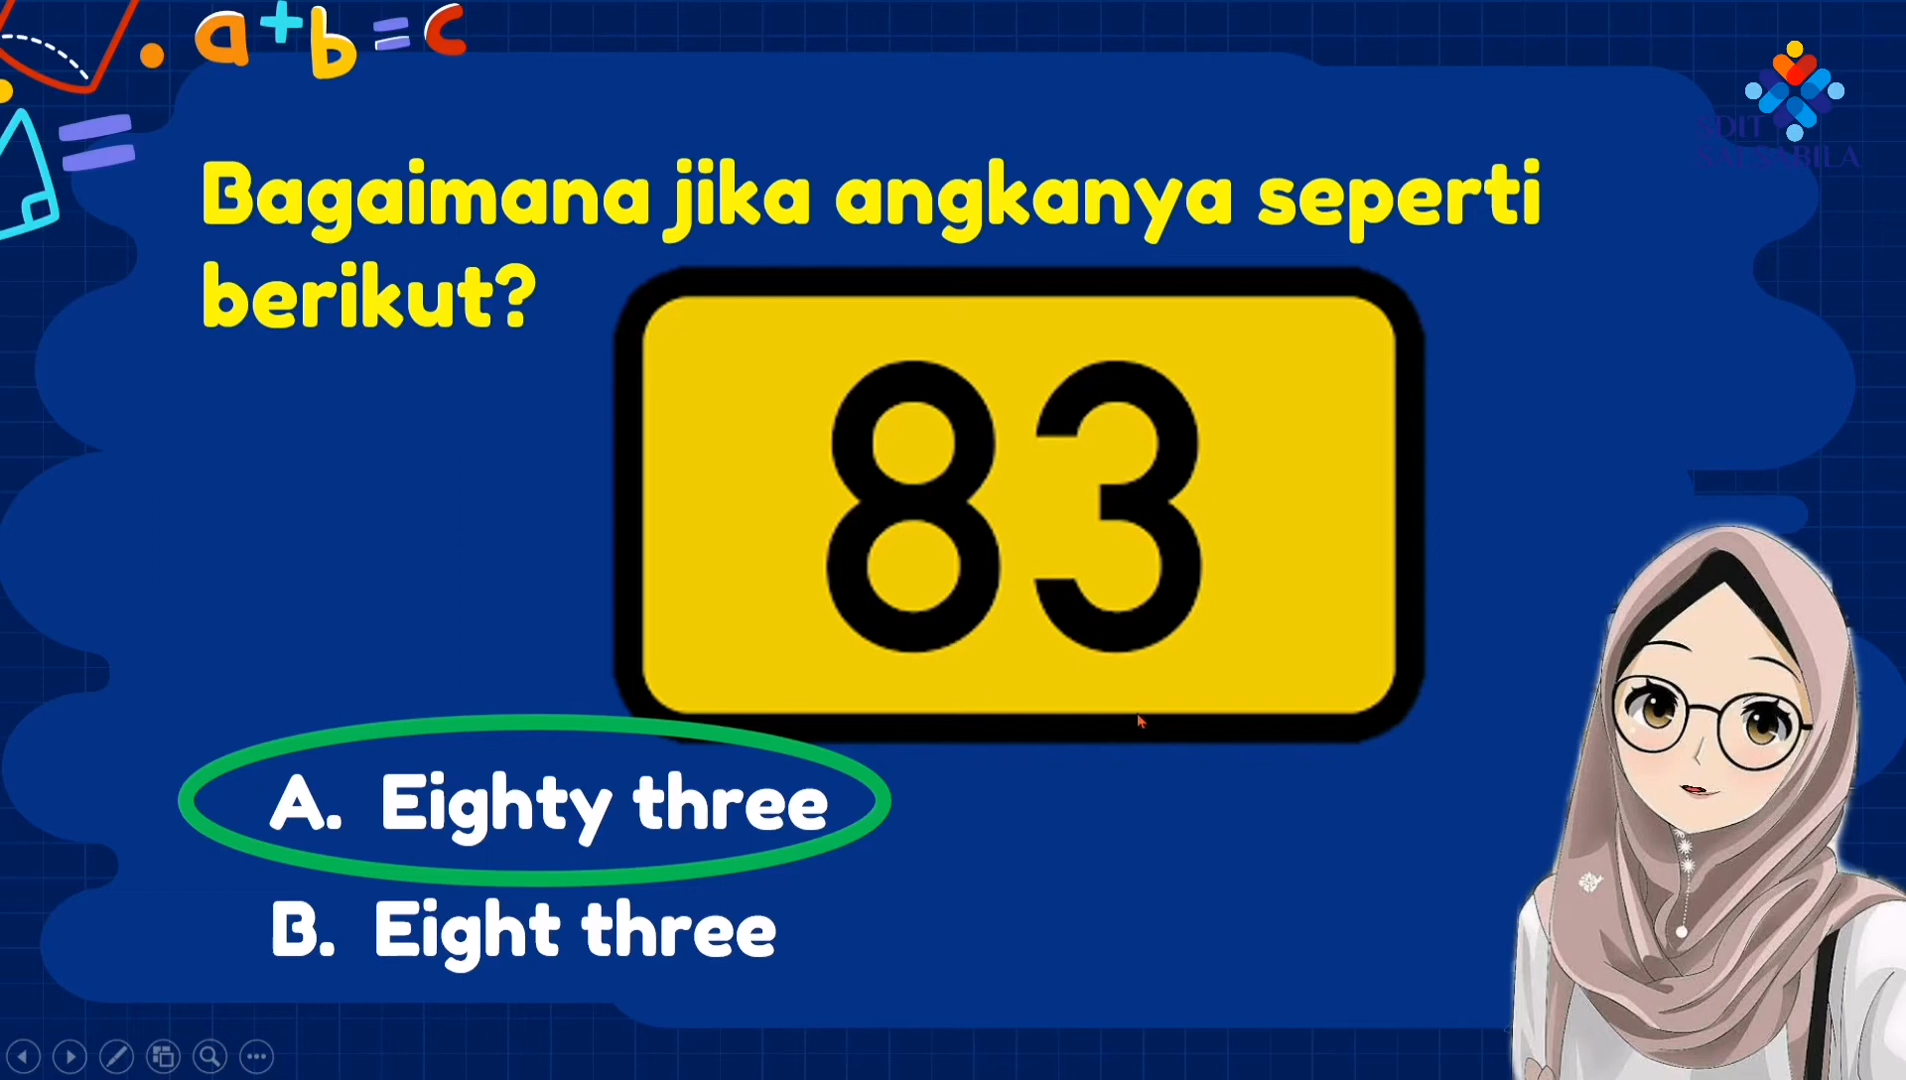 a+b=c
Bagaimana jika angkanya seperti
berikut?
83
A. Eighty three
B. Eight three